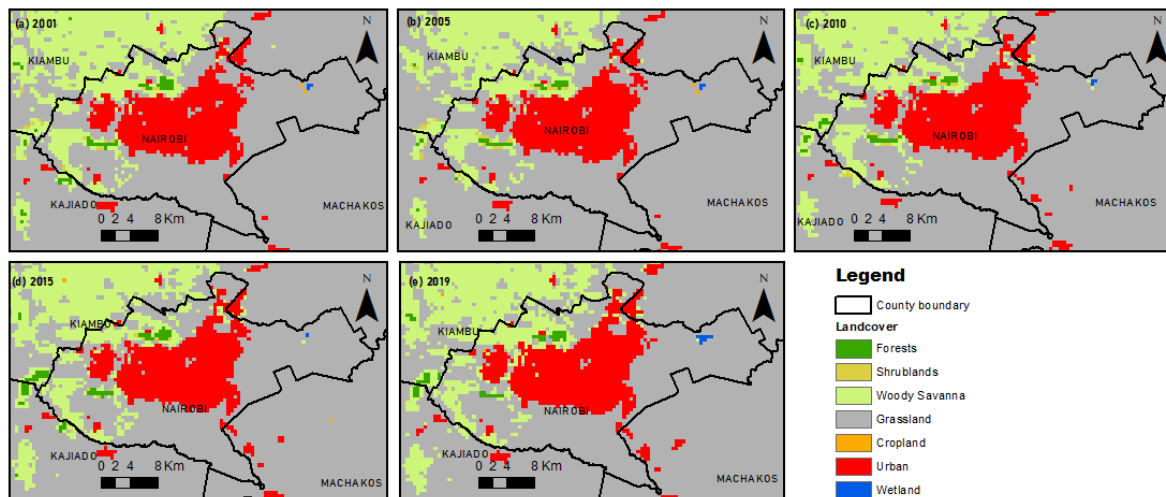 (a) 2001
N
KIAMBU
NAIROBI
KAJIADO
MACHAKOS
0 2 4 8 Km
(b) 2005
N
KIAMBU
NAIROBI
KAJIADO
MACHAKOS
0 2 4 8 Km
(c) 2010
N
KIAMBU
NAIROBI
KAJIADO
MACHAKOS
0 2 4 8 Km
(d) 2015
N
KIAMBU
NAIROBI
KAJIADO
0 2 4 8 Km
MACHAKOS
(e) 2019
N
KIAMBU
NAIROBI
KAJIADO
0 2 4 8 Km
MACHAKOS
Legend
County boundary
Landcover
Forests
Shrublands
Woody Savanna
Grassland
Cropland
Urban
Wetland